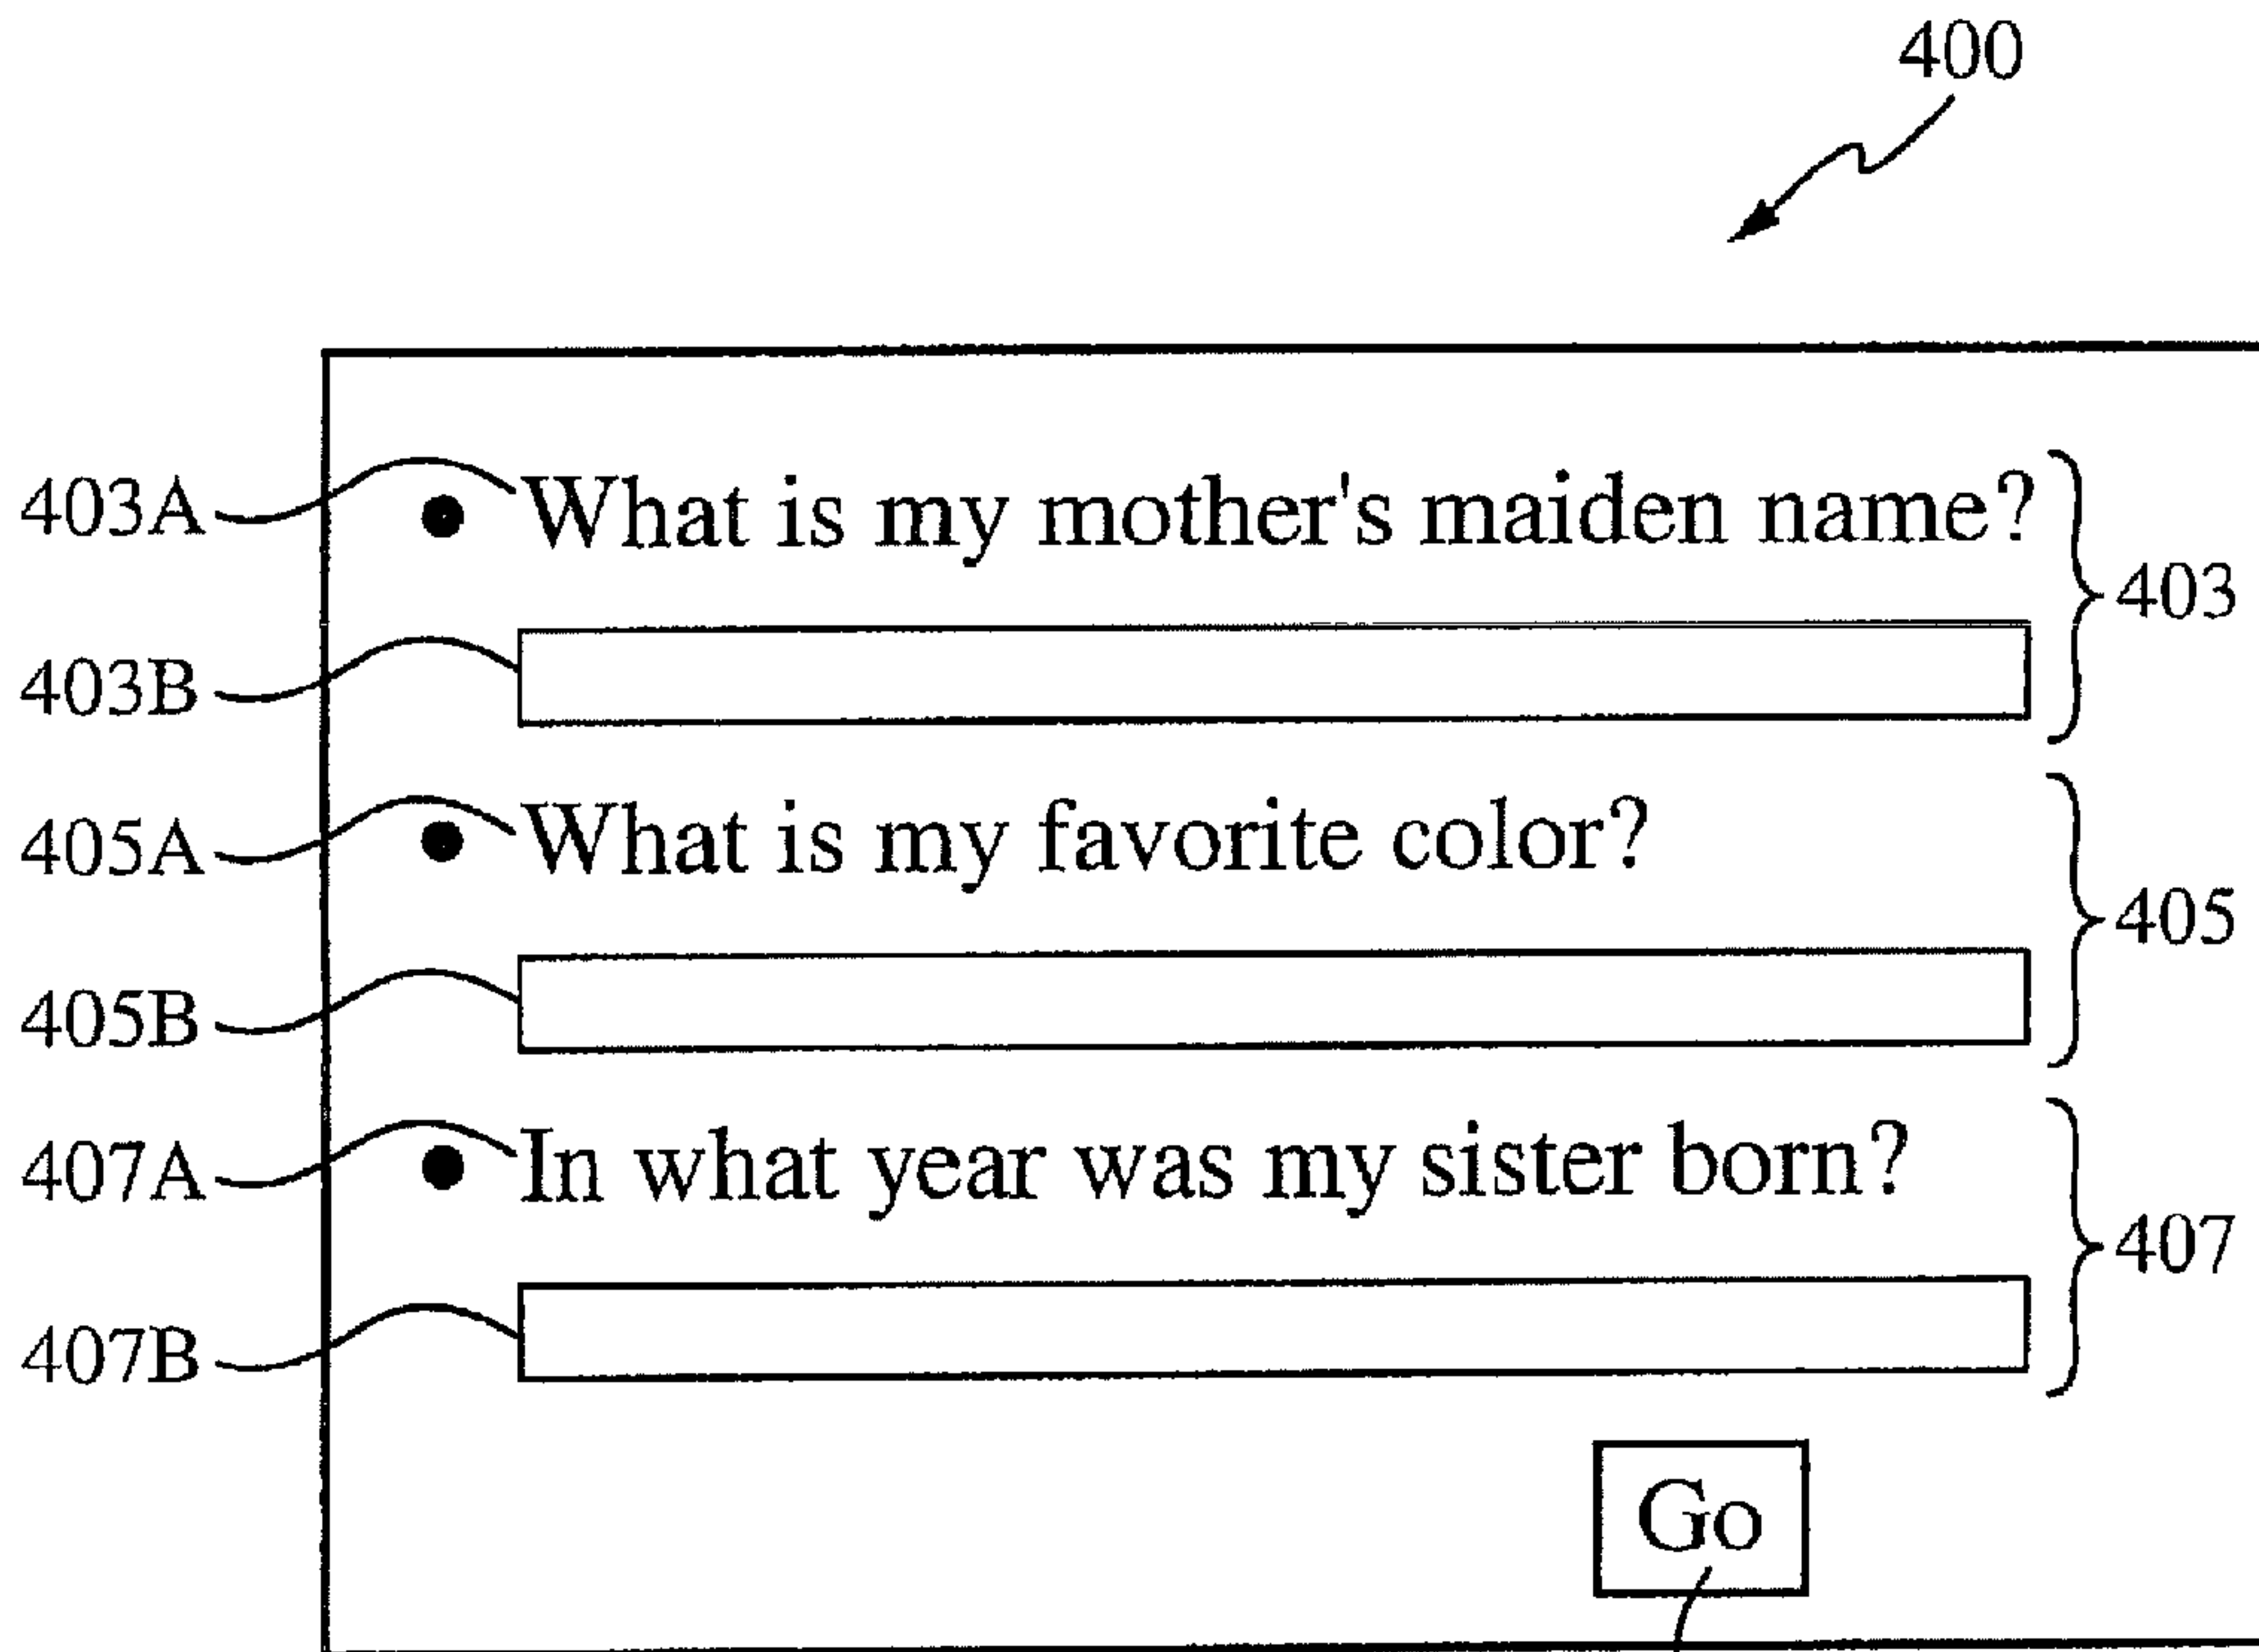 400
403A • What is my mother's maiden name?
403
403B
405A • What is my favorite color?
405
405B
407A • In what year was my sister born?
407
407B
Go